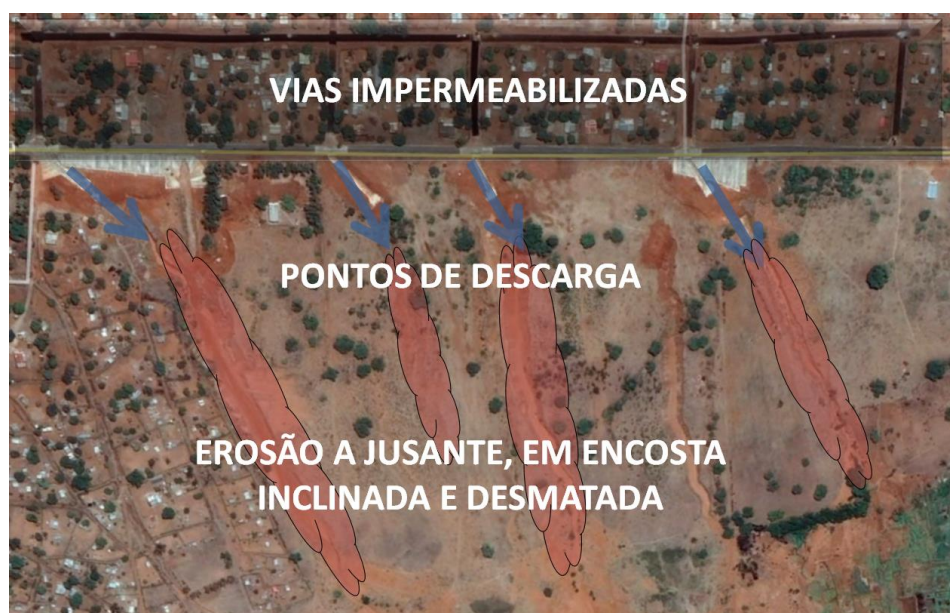 VIAS IMPERMEABILIZADAS
PONTOS DE DESCARGA
EROSÃO A JUSANTE, EM ENCOSTA
INCLINADA E DESMATADA